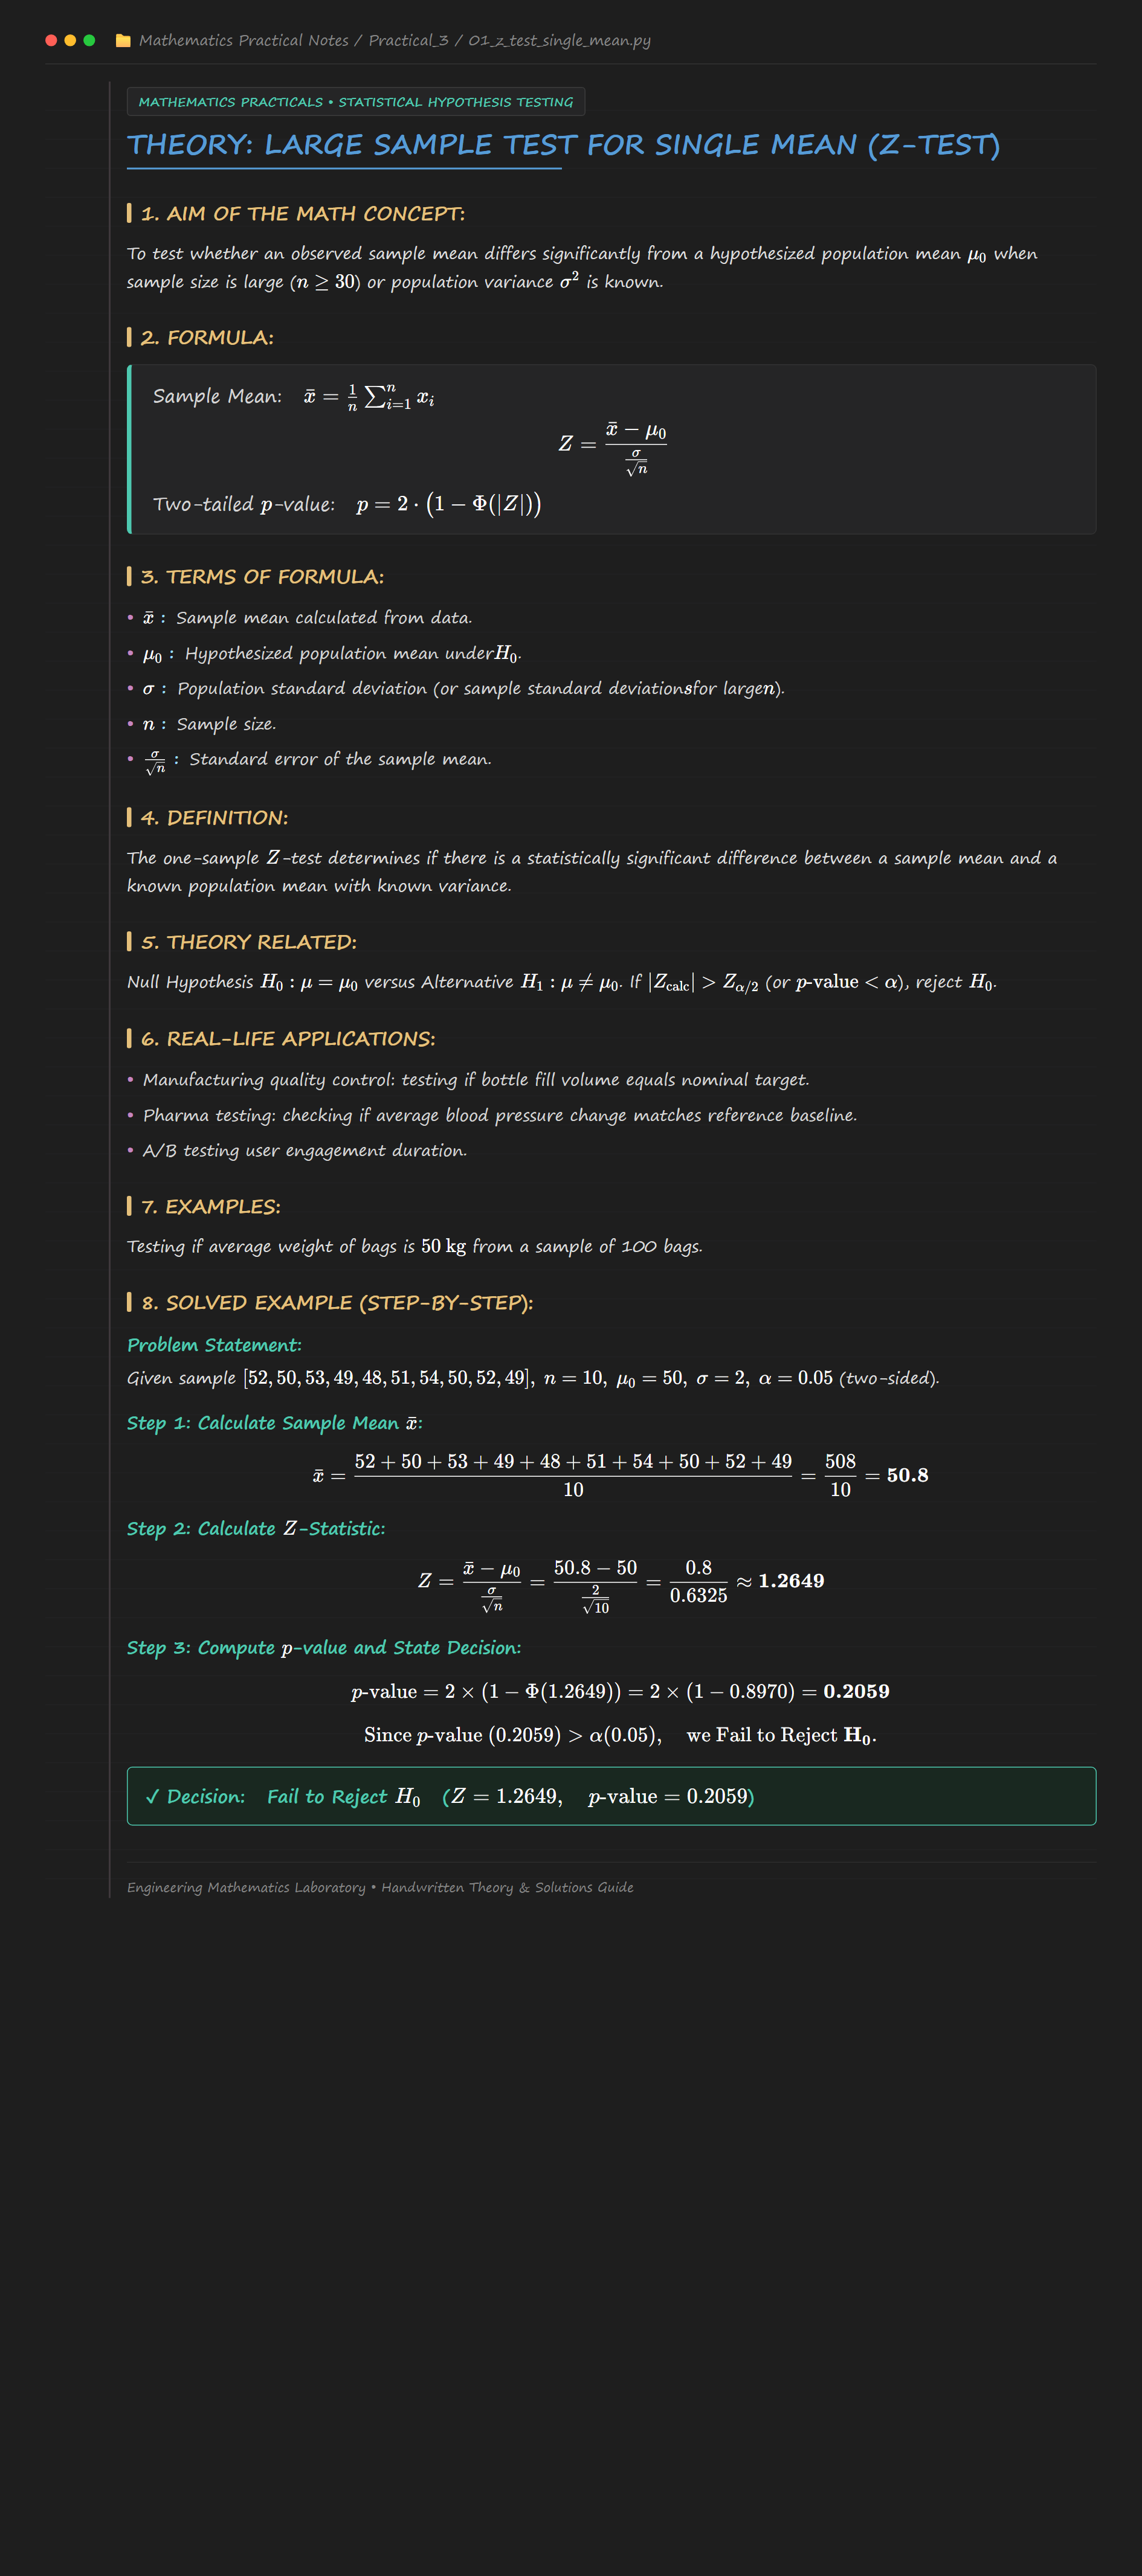 Mathematics Practical Notes / Practical_3 / 01_z_test_single_mean.py
MATHEMATICS PRACTICALS • STATISTICAL HYPOTHESIS TESTING
THEORY: LARGE SAMPLE TEST FOR SINGLE MEAN (Z-TEST)
1. AIM OF THE MATH CONCEPT:
To test whether an observed sample mean differs significantly from a hypothesized population mean μ₀ when
sample size is large (n ≥ 30) or population variance σ² is known.
2. FORMULA:
Sample Mean: x̄ = 1/n ∑ᵢ₌₁ⁿ xᵢ
Z = (x̄ − μ₀) / (σ/√n)
Two-tailed p-value: p = 2 · (1 − Φ(|Z|))
3. TERMS OF FORMULA:
• x̄ : Sample mean calculated from data.
• μ₀ : Hypothesized population mean underH₀.
• σ : Population standard deviation (or sample standard deviationsfor largen).
• n : Sample size.
• σ/√n : Standard error of the sample mean.
4. DEFINITION:
The one-sample Z-test determines if there is a statistically significant difference between a sample mean and a
known population mean with known variance.
5. THEORY RELATED:
Null Hypothesis H₀ : μ = μ₀ versus Alternative H₁ : μ ≠ μ₀. If |Z_calc| > Z_α/2 (or p-value < α), reject H₀.
6. REAL-LIFE APPLICATIONS:
• Manufacturing quality control: testing if bottle fill volume equals nominal target.
• Pharma testing: checking if average blood pressure change matches reference baseline.
• A/B testing user engagement duration.
7. EXAMPLES:
Testing if average weight of bags is 50 kg from a sample of 100 bags.
8. SOLVED EXAMPLE (STEP-BY-STEP):
Problem Statement:
Given sample [52, 50, 53, 49, 48, 51, 54, 50, 52, 49], n = 10, μ₀ = 50, σ = 2, α = 0.05 (two-sided).
Step 1: Calculate Sample Mean x̄:
x̄ = (52 + 50 + 53 + 49 + 48 + 51 + 54 + 50 + 52 + 49) / 10 = 508/10 = 50.8
Step 2: Calculate Z-Statistic:
Z = (x̄ − μ₀) / (σ/√n) = (50.8 − 50) / (2/√10) = 0.8/0.6325 ≈ 1.2649
Step 3: Compute p-value and State Decision:
p-value = 2 × (1 − Φ(1.2649)) = 2 × (1 − 0.8970) = 0.2059
Since p-value (0.2059) > α(0.05), we Fail to Reject H₀.
✓ Decision: Fail to Reject H₀ (Z = 1.2649, p-value = 0.2059)
Engineering Mathematics Laboratory • Handwritten Theory & Solutions Guide